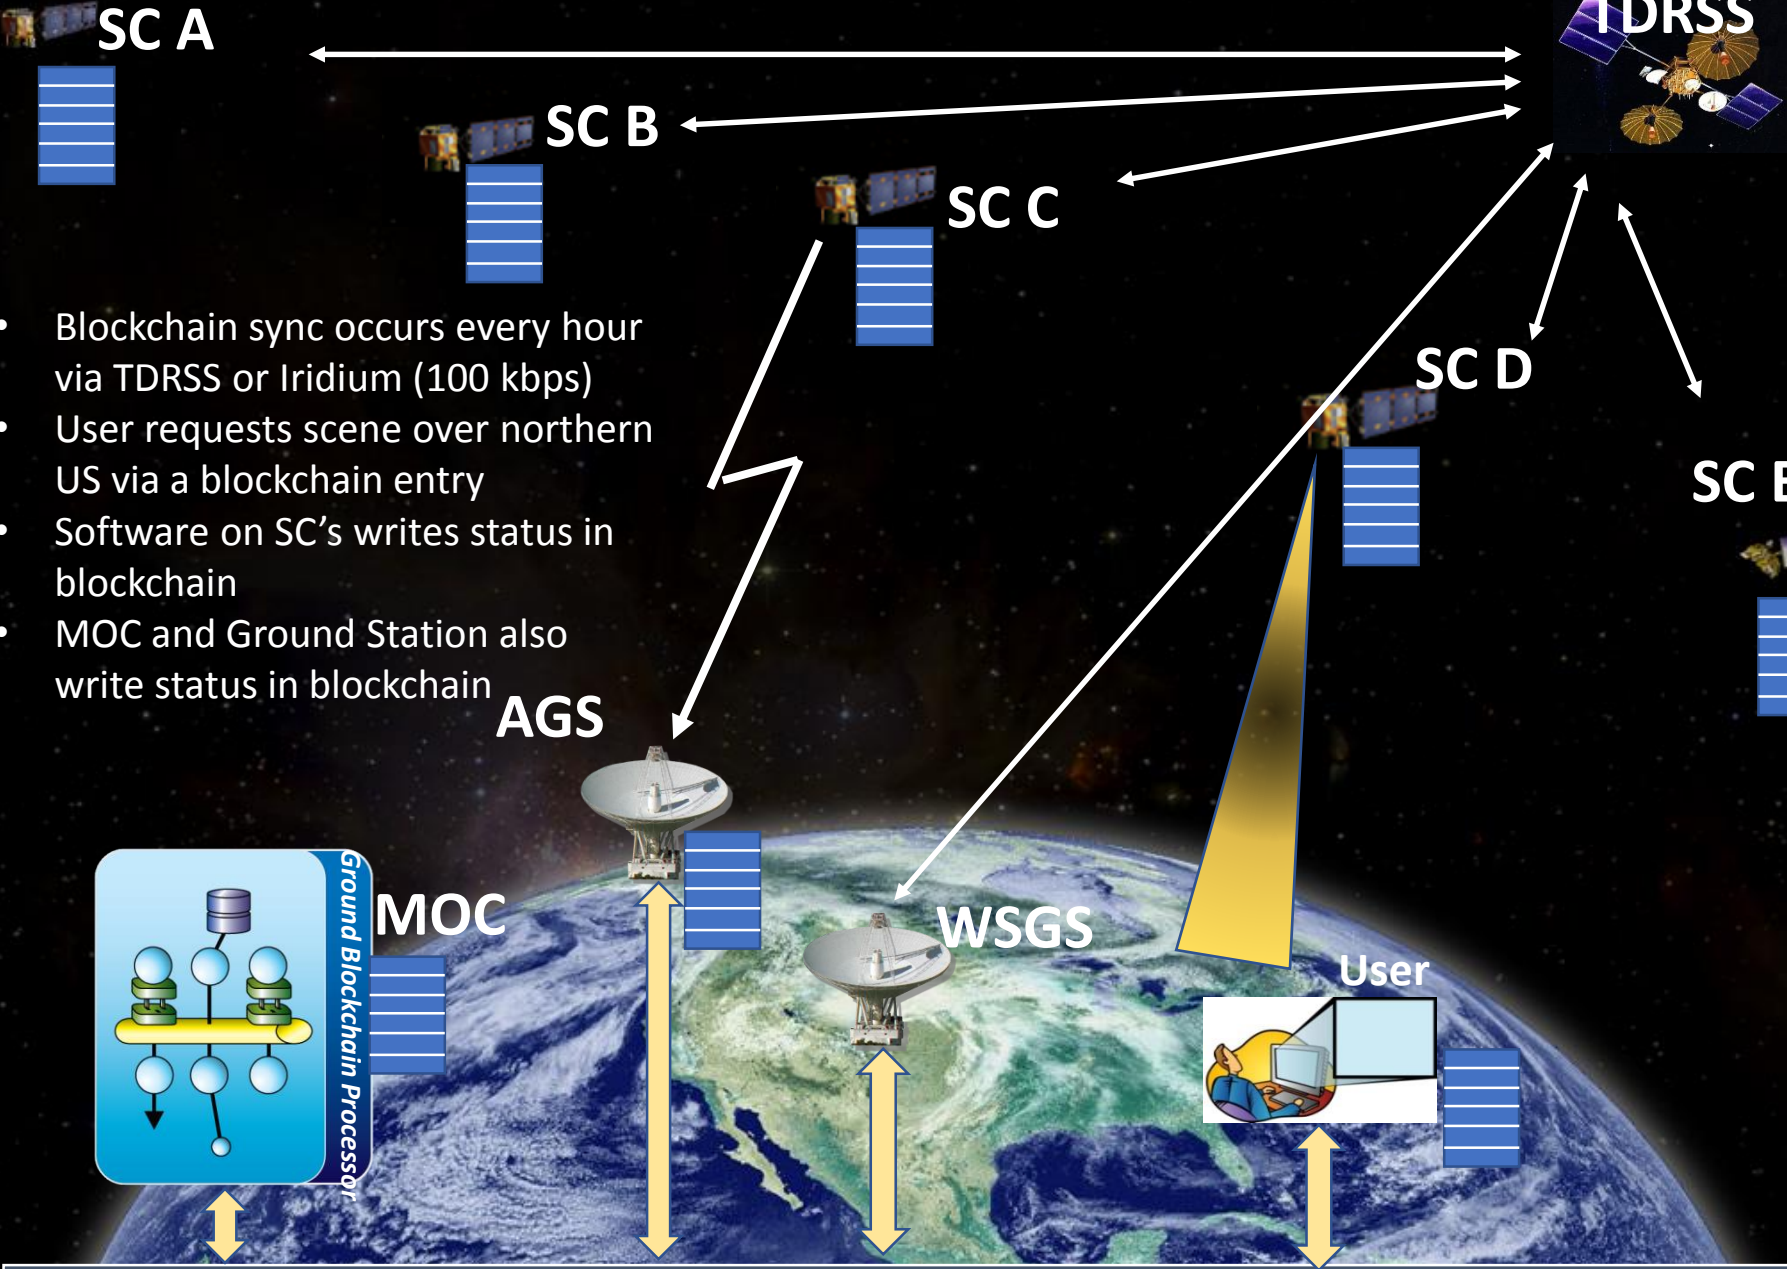 TDRSS
SC A
SC B
SC C
• Blockchain sync occurs every hour
via TDRSS or Iridium (100 kbps)
• User requests scene over northern
US via a blockchain entry
• Software on SC’s writes status in
blockchain
• MOC and Ground Station also
write status in blockchain
SC D
SC E
AGS
MOC
Ground Blockchain Processor
WSGS
User